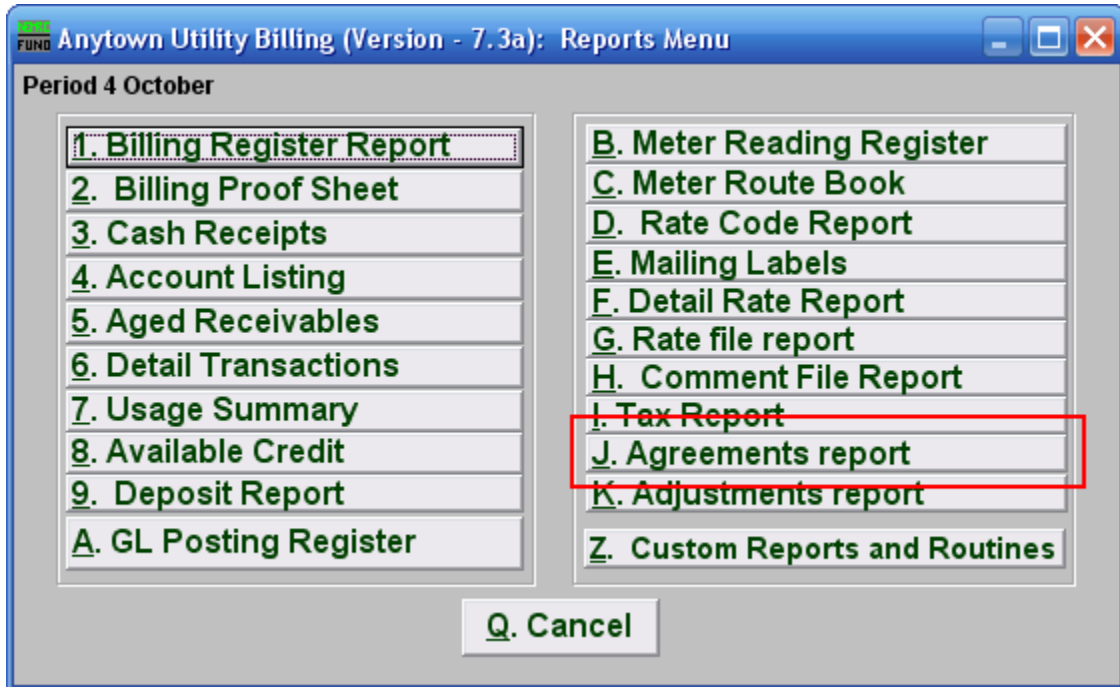 FUND Anytown Utility Billing (Version - 7.3a): Reports Menu
Period 4 October
1. Billing Register Report
2. Billing Proof Sheet
3. Cash Receipts
4. Account Listing
5. Aged Receivables
6. Detail Transactions
7. Usage Summary
8. Available Credit
9. Deposit Report
A. GL Posting Register
B. Meter Reading Register
C. Meter Route Book
D. Rate Code Report
E. Mailing Labels
F. Detail Rate Report
G. Rate file report
H. Comment File Report
I. Tax Report
J. Agreements report
K. Adjustments report
Z. Custom Reports and Routines
Q. Cancel